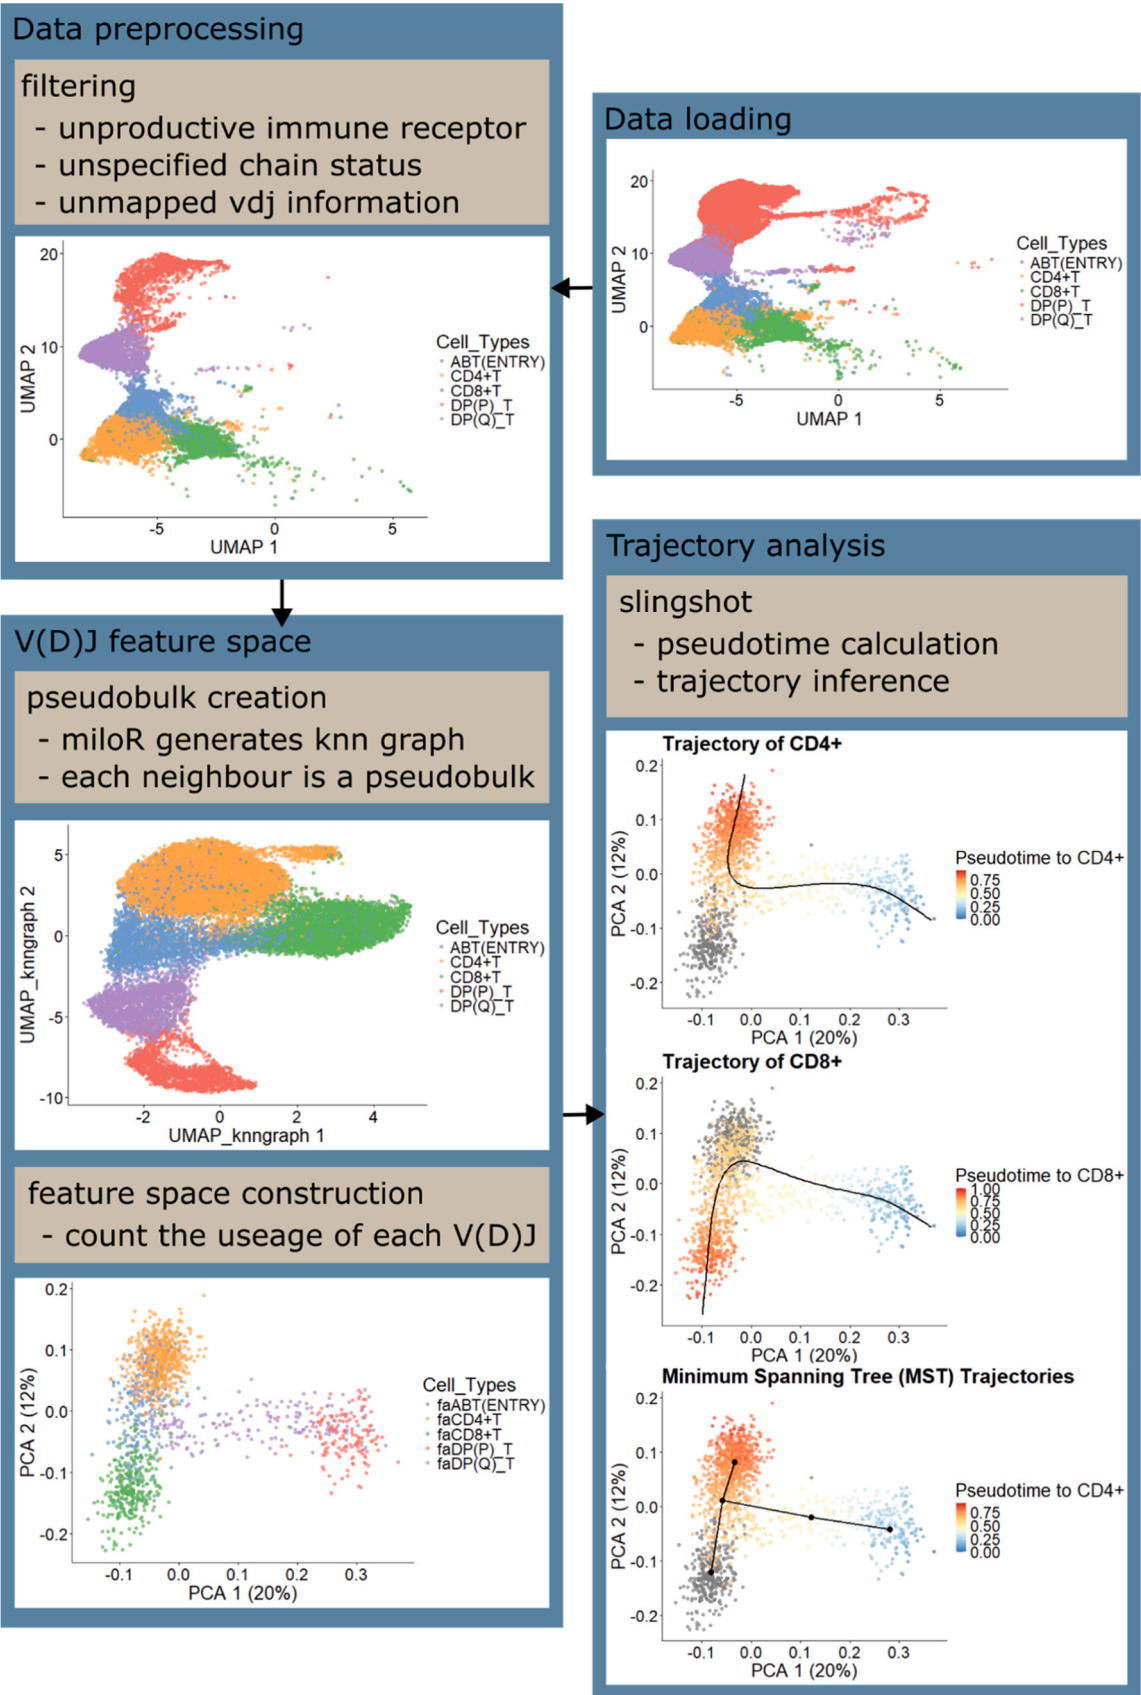 Data preprocessing
filtering
- unproductive immune receptor
- unspecified chain status
- unmapped vdj information
20
10
0
UMAP 2
-5
0
5
UMAP 1
Cell_Types
ABT(ENTRY)
CD4+T
CD8+T
DP(P)_T
DP(Q)_T
Data loading
20
10
0
UMAP 2
-5
0
5
UMAP 1
Cell_Types
ABT(ENTRY)
CD4+T
CD8+T
DP(P)_T
DP(Q)_T
V(D)J feature space
pseudobulk creation
- miloR generates knn graph
- each neighbour is a pseudobulk
5
0
-5
-10
UMAP_knngraph 2
-2
0
2
4
UMAP_knngraph 1
Cell_Types
ABT(ENTRY)
CD4+T
CD8+T
DP(P)_T
DP(Q)_T
feature space construction
- count the useage of each V(D)J
0.2
0.1
0.0
-0.1
-0.2
PCA 2 (12%)
-0.1
0.0
0.1
0.2
0.3
PCA 1 (20%)
Cell_Types
faABT(ENTRY)
faCD4+T
faCD8+T
faDP(P)_T
faDP(Q)_T
Trajectory analysis
slingshot
- pseudotime calculation
- trajectory inference
Trajectory of CD4+
0.2
0.1
0.0
-0.1
-0.2
PCA 2 (12%)
-0.1
0.0
0.1
0.2
0.3
PCA 1 (20%)
Pseudotime to CD4+
0.75
0.50
0.25
0.00
Trajectory of CD8+
0.2
0.1
0.0
-0.1
-0.2
PCA 2 (12%)
-0.1
0.0
0.1
0.2
0.3
PCA 1 (20%)
Pseudotime to CD8+
1.00
0.75
0.50
0.25
0.00
Minimum Spanning Tree (MST) Trajectories
0.2
0.1
0.0
-0.1
-0.2
PCA 2 (12%)
-0.1
0.0
0.1
0.2
0.3
PCA 1 (20%)
Pseudotime to CD4+
0.75
0.50
0.25
0.00